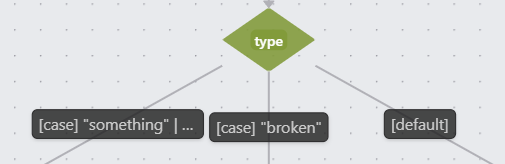 type
[case] "something" | ...
[case] "broken"
[default]